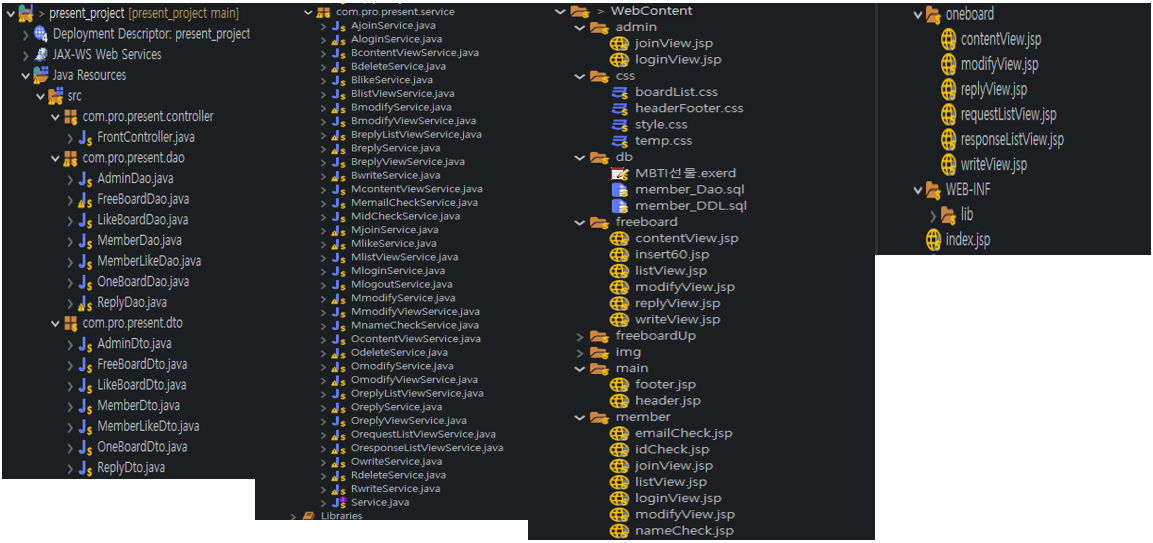 present_project [present_project main]
Deployment Descriptor: present_project
JAX-WS Web Services
Java Resources
src
com.pro.present.controller
FrontController.java
com.pro.present.dao
AdminDao.java
FreeBoardDao.java
LikeBoardDao.java
MemberDao.java
MemberLikeDao.java
OneBoardDao.java
ReplyDao.java
com.pro.present.dto
AdminDto.java
FreeBoardDto.java
LikeBoardDto.java
MemberDto.java
MemberLikeDto.java
OneBoardDto.java
ReplyDto.java
com.pro.present.service
AjoinService.java
AloginService.java
BcontentViewService.java
BdeleteService.java
BlikeService.java
BlistViewService.java
BmodifyService.java
BmodifyViewService.java
BreplyListViewService.java
BreplyService.java
BreplyViewService.java
BwriteService.java
McontentViewService.java
MemailCheckService.java
MidCheckService.java
MjoinService.java
MlikeService.java
MlistViewService.java
MloginService.java
MlogoutService.java
MmodifyService.java
MmodifyViewService.java
MnameCheckService.java
OcontentViewService.java
OdeleteService.java
OmodifyService.java
OmodifyViewService.java
OreplyListViewService.java
OreplyService.java
OreplyViewService.java
OrequestListViewService.java
OresponseListViewService.java
OwriteService.java
RdeleteService.java
RwriteService.java
Service.java
Libraries
WebContent
admin
joinView.jsp
loginView.jsp
css
boardList.css
headerFooter.css
style.css
temp.css
db
MBTI선물.exerd
member_Dao.sql
member_DDL.sql
freeboard
contentView.jsp
insert60.jsp
listView.jsp
modifyView.jsp
replyView.jsp
writeView.jsp
freeboardUp
img
main
footer.jsp
header.jsp
member
emailCheck.jsp
idCheck.jsp
joinView.jsp
listView.jsp
loginView.jsp
modifyView.jsp
nameCheck.jsp
oneboard
contentView.jsp
modifyView.jsp
replyView.jsp
requestListView.jsp
responseListView.jsp
writeView.jsp
WEB-INF
lib
index.jsp